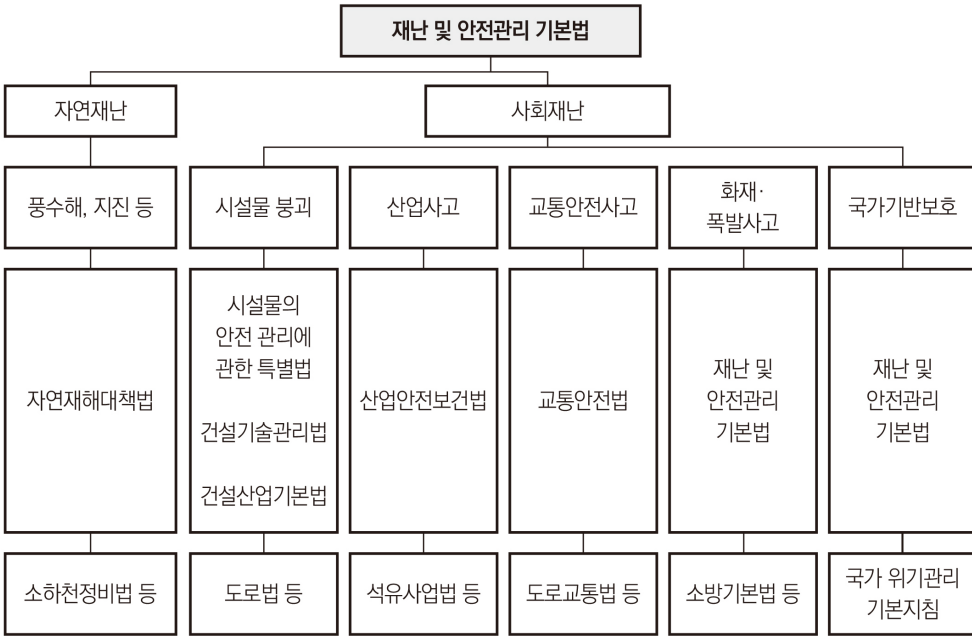 재난 및 안전관리 기본법
자연재난
사회재난
풍수해, 지진 등
시설물 붕괴
산업사고
교통안전사고
화재·
폭발사고
국가기반보호
자연재해대책법
시설물의
안전 관리에
관한 특별법
건설기술관리법
건설산업기본법
산업안전보건법
교통안전법
재난 및
안전관리
기본법
재난 및
안전관리
기본법
소하천정비법 등
도로법 등
석유사업법 등
도로교통법 등
소방기본법 등
국가 위기관리
기본지침